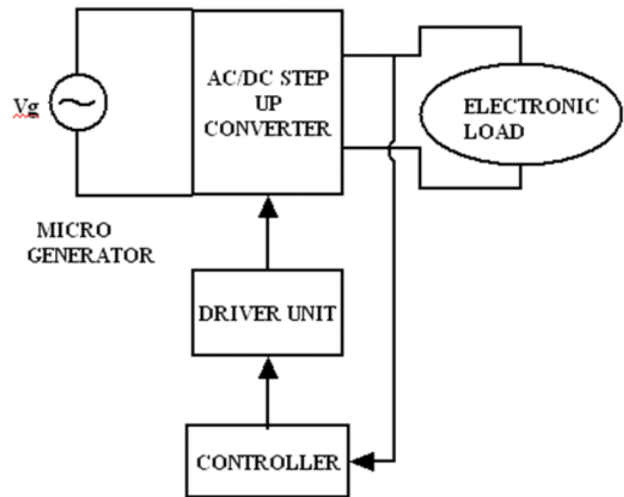 AC/DC STEP
UP
CONVERTER
ELECTRONIC
LOAD
Vg
MICRO
GENERATOR
DRIVER UNIT
CONTROLLER